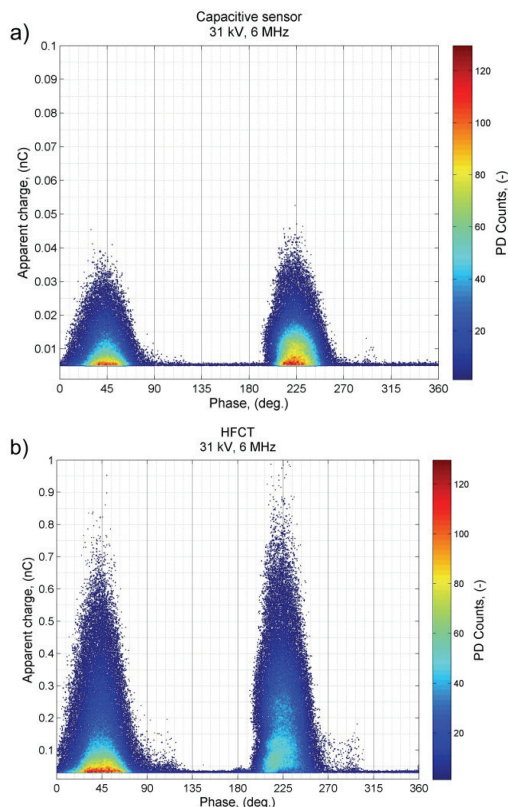 a)
Capacitive sensor
31 kV, 6 MHz
0.1
0.09
0.08
0.07
0.06
0.05
0.04
0.03
0.02
0.01
Apparent charge, (nC)
0 45 90 135 180 225 270 315 360
Phase, (deg.)
120
100
80
60
40
20
PD Counts, (-)
b)
HFCT
31 kV, 6 MHz
1
0.9
0.8
0.7
0.6
0.5
0.4
0.3
0.2
0.1
Apparent charge, (nC)
0 45 90 135 180 225 270 315 360
Phase, (deg.)
120
100
80
60
40
20
PD Counts, (-)